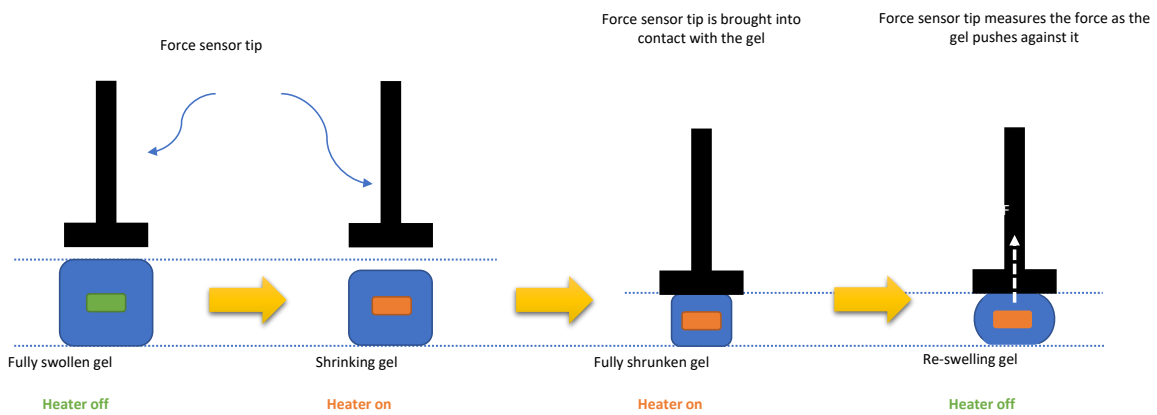 Force sensor tip
Force sensor tip is brought into
contact with the gel
Force sensor tip measures the force as the
gel pushes against it
F
Fully swollen gel
Shrinking gel
Fully shrunken gel
Re-swelling gel
Heater off
Heater on
Heater on
Heater off